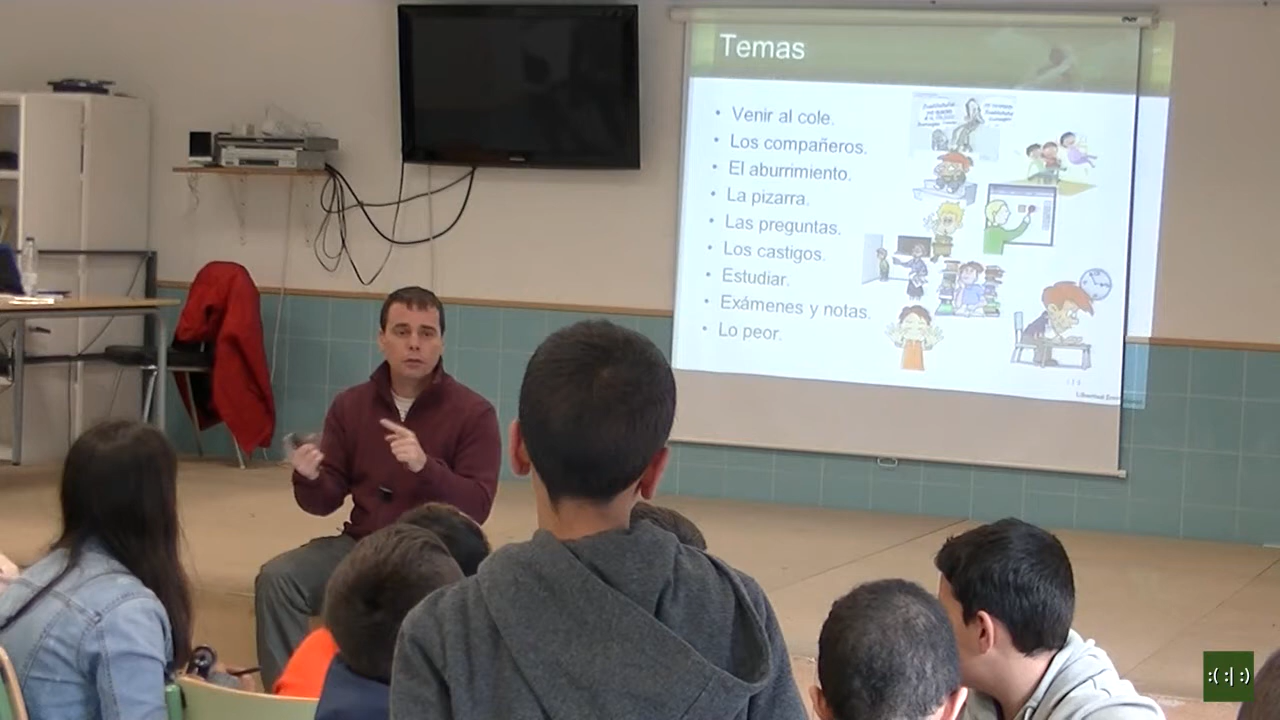 Temas
• Venir al cole.
• Los compañeros.
• El aburrimiento.
• La pizarra.
• Las preguntas.
• Los castigos.
• Estudiar.
• Exámenes y notas.
• Lo peor.
:( :| :)